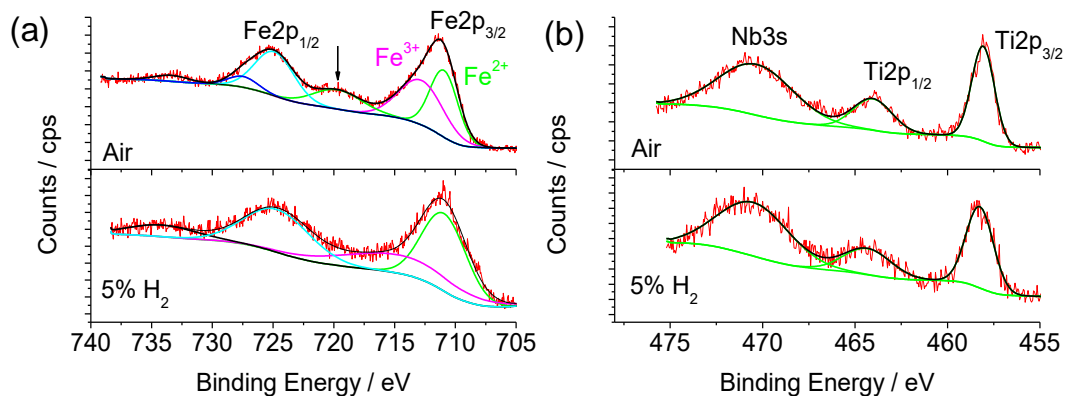 (a)
Fe2p1/2
Fe2p3/2
Fe3+
Fe2+
Air
5% H2
Counts / cps
740 735 730 725 720 715 710 705
Binding Energy / eV
(b)
Nb3s
Ti2p1/2
Ti2p3/2
Air
5% H2
Counts / cps
475 470 465 460 455
Binding Energy / eV